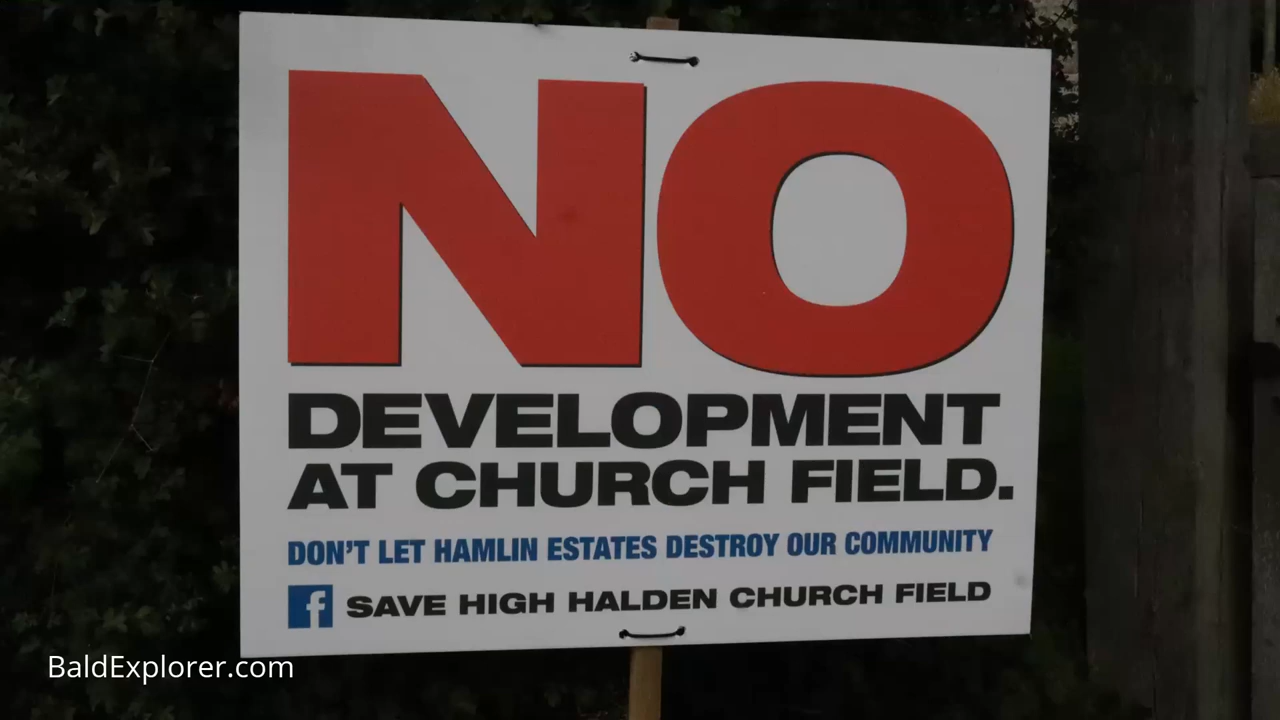 NO
DEVELOPMENT
AT CHURCH FIELD.
DON'T LET HAMLIN ESTATES DESTROY OUR COMMUNITY
f SAVE HIGH HALDEN CHURCH FIELD
BaldExplorer.com